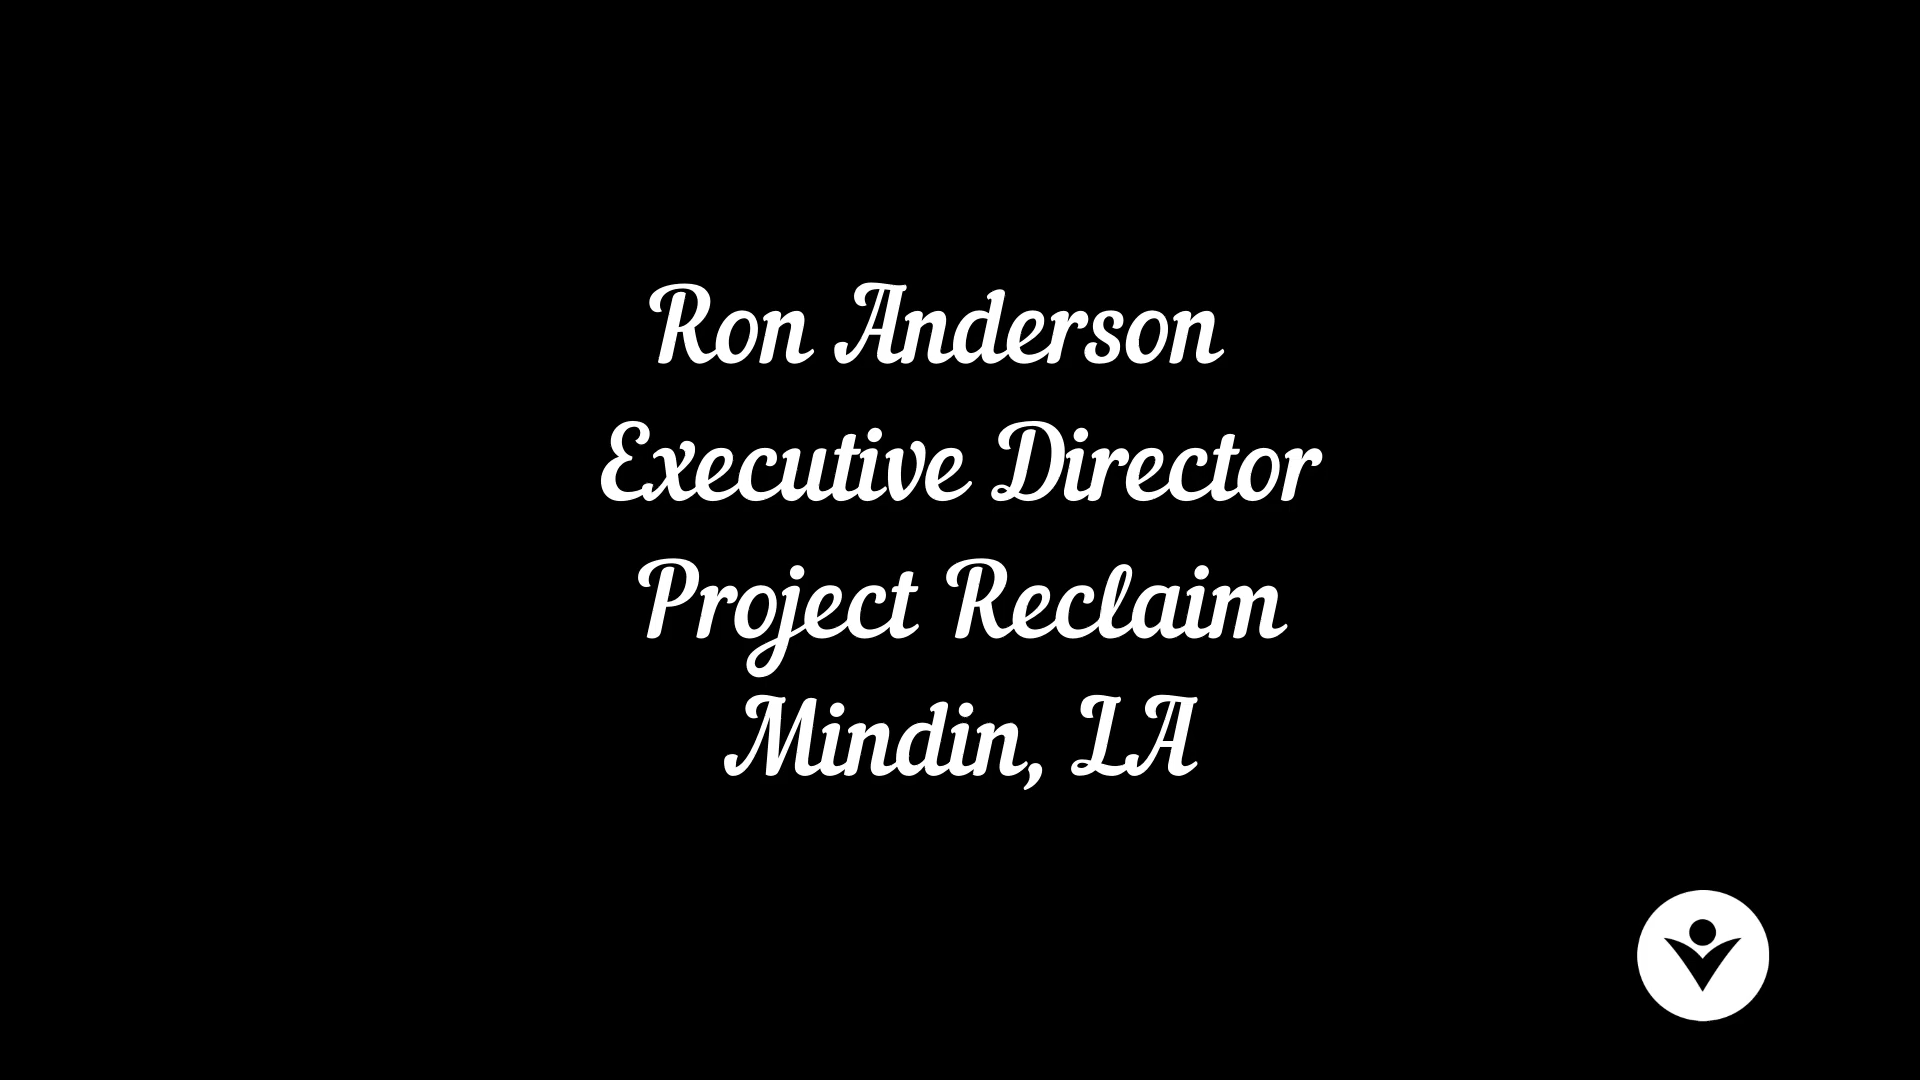 Ron Anderson
Executive Director
Project Reclaim
Mindin, LA